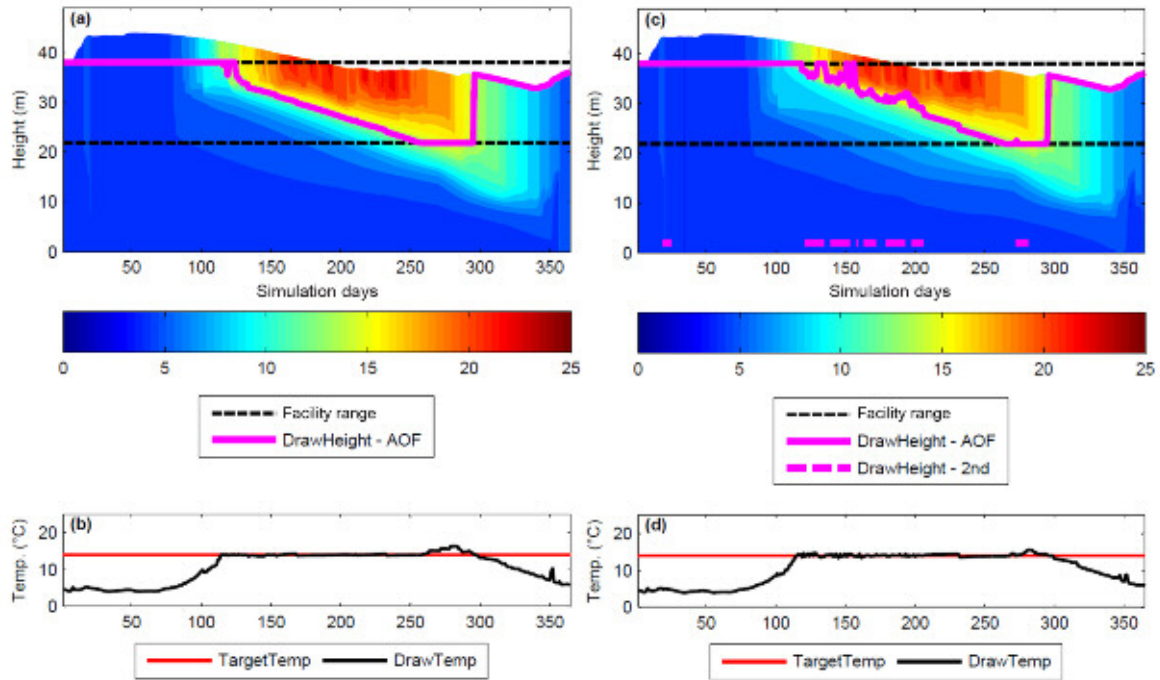 (a)
Height (m)
40
30
20
10
0
50 100 150 200 250 300 350
Simulation days
0 5 10 15 20 25
Facility range
DrawHeight - AOF
(b)
Temp. (°C)
20
10
0
50 100 150 200 250 300 350
TargetTemp DrawTemp
(c)
Height (m)
40
30
20
10
0
50 100 150 200 250 300 350
Simulation days
0 5 10 15 20 25
Facility range
DrawHeight - AOF
DrawHeight - 2nd
(d)
Temp. (°C)
20
10
0
50 100 150 200 250 300 350
TargetTemp DrawTemp